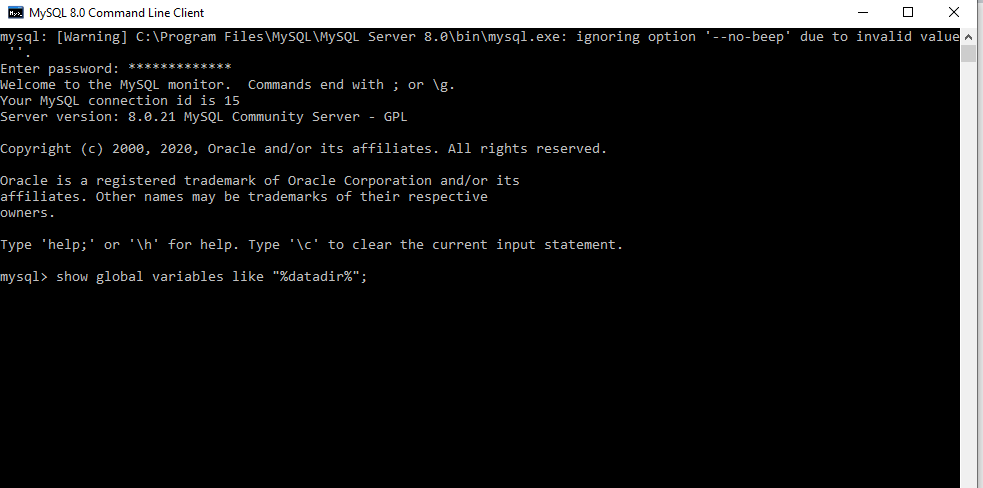 MySQL 8.0 Command Line Client
mysql: [Warning] C:\Program Files\MySQL\MySQL Server 8.0\bin\mysql.exe: ignoring option '--no-beep' due to invalid value
''.
Enter password: *************
Welcome to the MySQL monitor.  Commands end with ; or \g.
Your MySQL connection id is 15
Server version: 8.0.21 MySQL Community Server - GPL
Copyright (c) 2000, 2020, Oracle and/or its affiliates. All rights reserved.
Oracle is a registered trademark of Oracle Corporation and/or its
affiliates. Other names may be trademarks of their respective
owners.
Type 'help;' or '\h' for help. Type '\c' to clear the current input statement.
mysql> show global variables like "%datadir%";